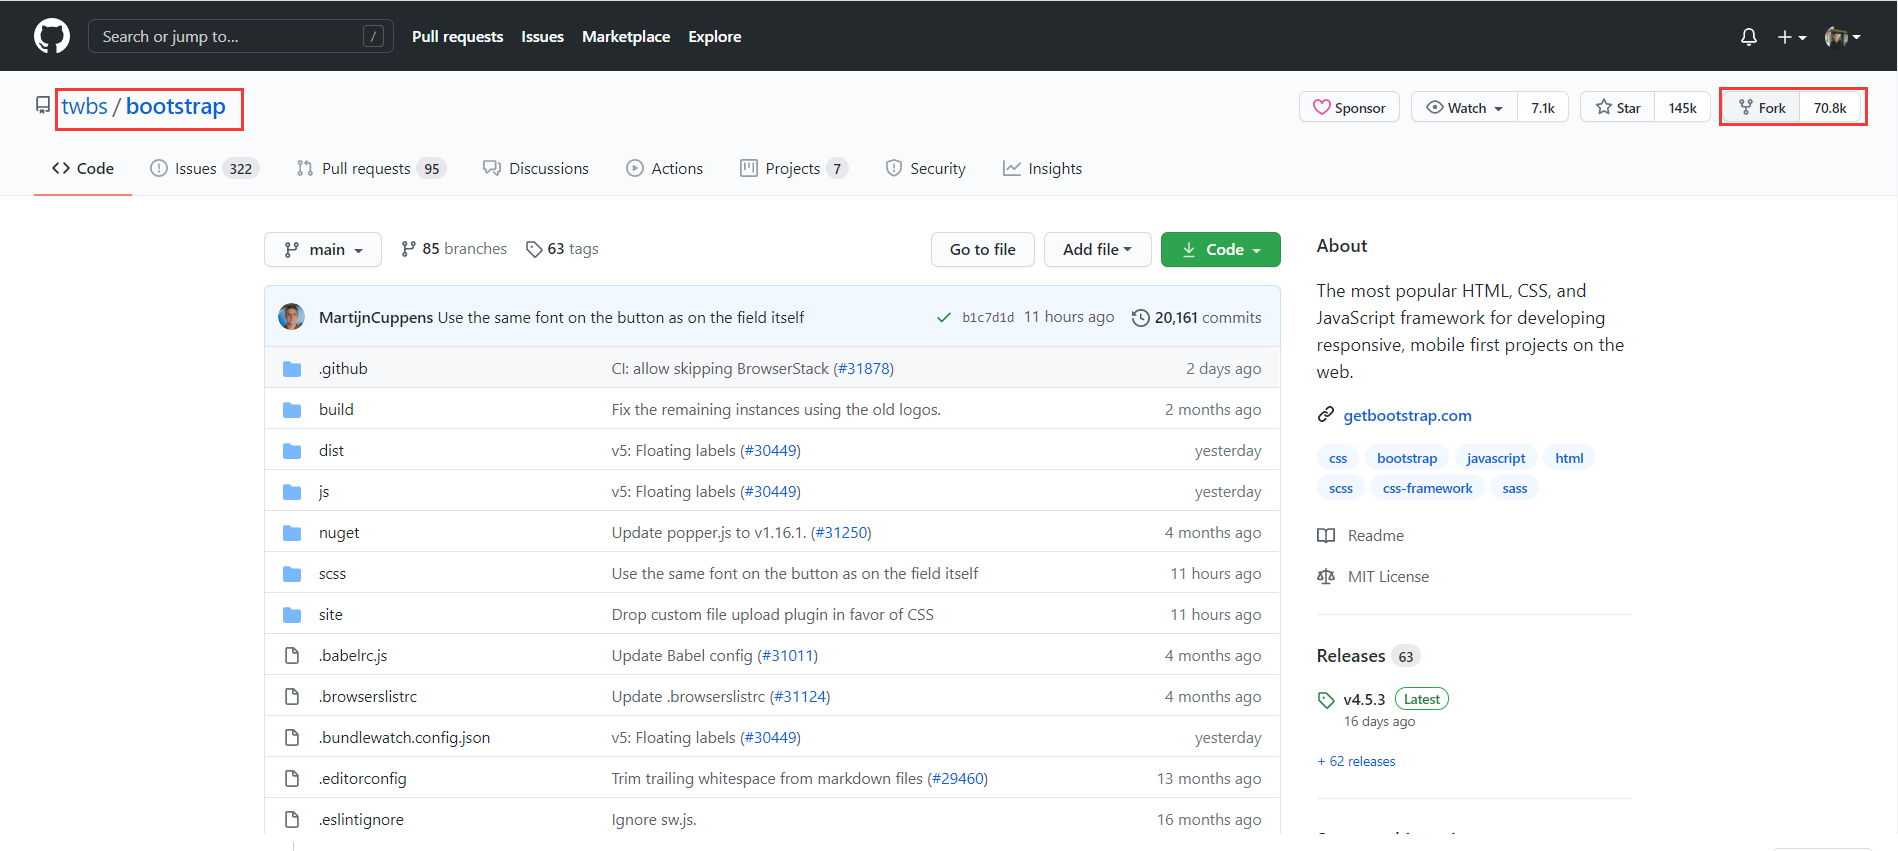 Search or jump to... / Pull requests Issues Marketplace Explore
twbs / bootstrap Sponsor Watch 7.1k Star 145k Fork 70.8k
Code Issues 322 Pull requests 95 Discussions Actions Projects 7 Security Insights
main 85 branches 63 tags Go to file Add file Code
MartijnCuppens Use the same font on the button as on the field itself b1c7d1d 11 hours ago 20,161 commits
.github CI: allow skipping BrowserStack (#31878) 2 days ago
build Fix the remaining instances using the old logos. 2 months ago
dist v5: Floating labels (#30449) yesterday
js v5: Floating labels (#30449) yesterday
nuget Update popper.js to v1.16.1. (#31250) 4 months ago
scss Use the same font on the button as on the field itself 11 hours ago
site Drop custom file upload plugin in favor of CSS 11 hours ago
.babelrc.js Update Babel config (#31011) 4 months ago
.browserslistrc Update .browserslistrc (#31124) 4 months ago
.bundlewatch.config.json v5: Floating labels (#30449) yesterday
.editorconfig Trim trailing whitespace from markdown files (#29460) 13 months ago
.eslintignore Ignore sw.js. 16 months ago
About
The most popular HTML, CSS, and
JavaScript framework for developing
responsive, mobile first projects on the
web.
getbootstrap.com
css bootstrap javascript html
scss css-framework sass
Readme
MIT License
Releases 63
v4.5.3 Latest
16 days ago
+ 62 releases